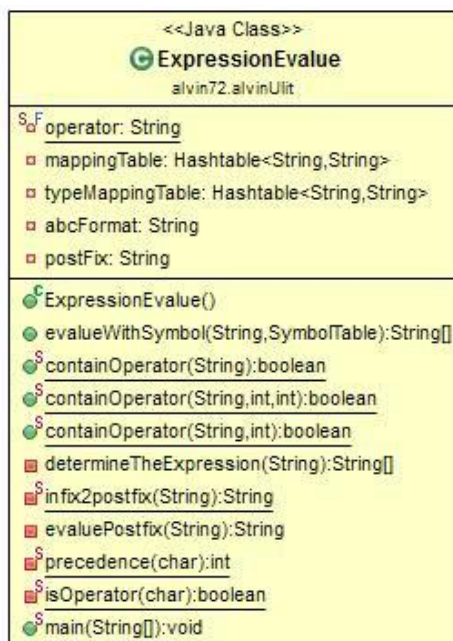 <<Java Class>>
C ExpressionEvalue
alvin72.alvinUlit
S F operator: String
mappingTable: Hashtable<String,String>
typeMappingTable: Hashtable<String,String>
abcFormat: String
postFix: String
C ExpressionEvalue()
evalueWithSymbol(String,SymbolTable):String[]
S containOperator(String):boolean
S containOperator(String,int,int):boolean
S containOperator(String,int):boolean
determineTheExpression(String):String[]
S infix2postfix(String):String
evaluePostfix(String):String
S precedence(char):int
S isOperator(char):boolean
S main(String[]):void